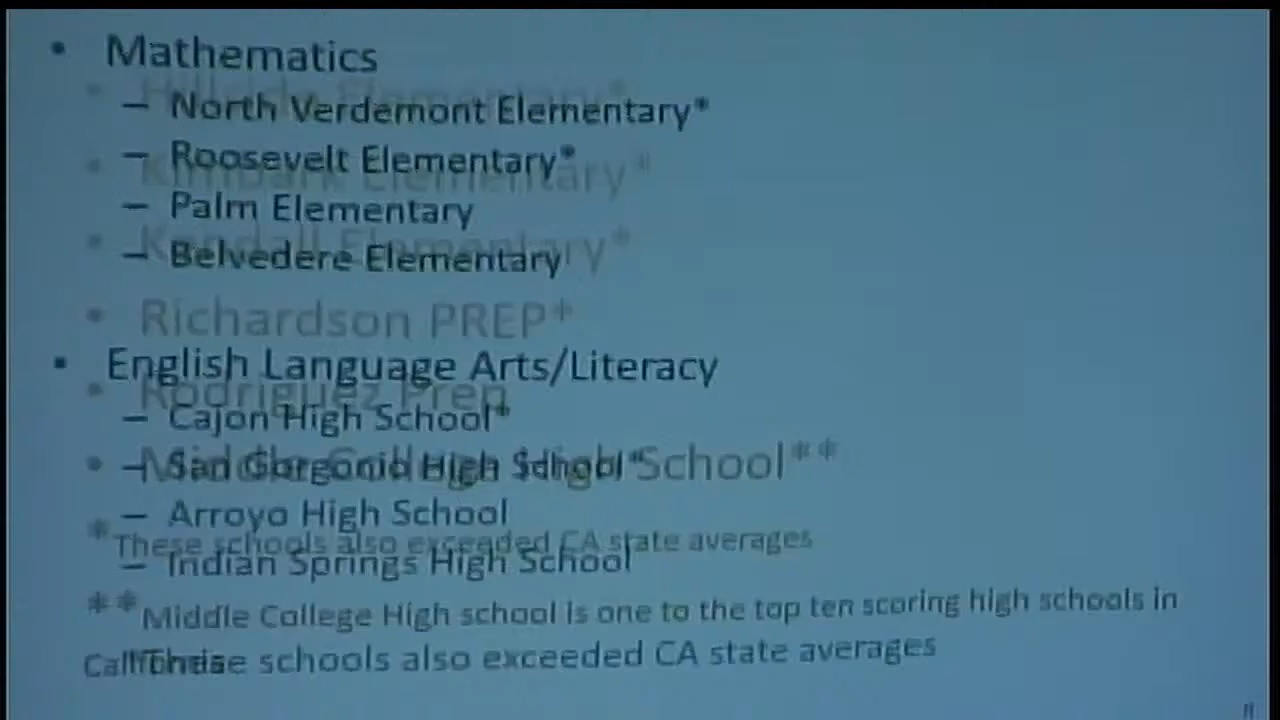 • Mathematics
• Hillside Elementary*
– North Verdemont Elementary*
– Roosevelt Elementary*
• Kimbark Elementary*
– Palm Elementary
• Kendall Elementary*
– Belvedere Elementary
• Richardson PREP*
• English Language Arts/Literacy
• Rodriguez Prep
– Cajon High School*
• Middle College High School**
– San Gorgonio High School*
– Arroyo High School
*These schools also exceeded CA state averages
– Indian Springs High School
**Middle College High school is one to the top ten scoring high schools in
California
*These schools also exceeded CA state averages